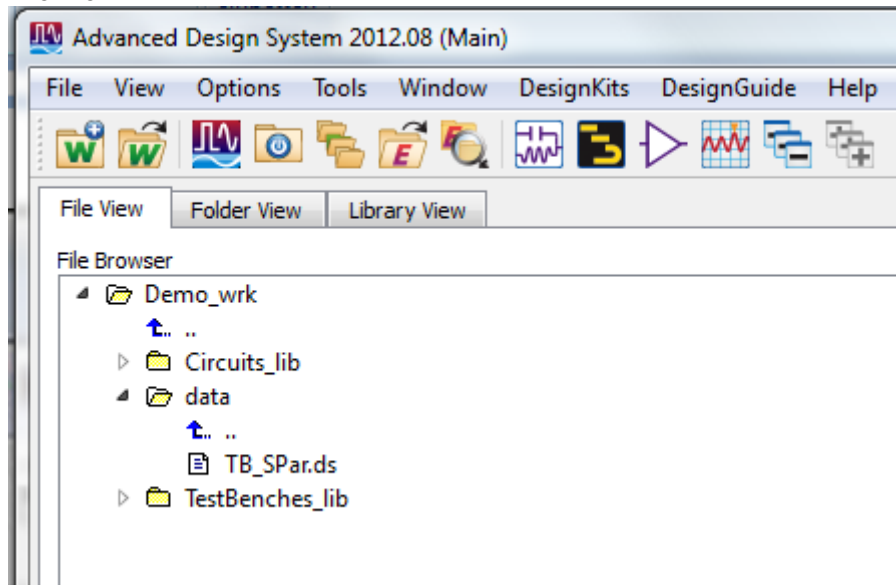 Advanced Design System 2012.08 (Main)
File View Options Tools Window DesignKits DesignGuide Help
File View Folder View Library View
File Browser
Demo_wrk
..
Circuits_lib
data
..
TB_SPar.ds
TestBenches_lib